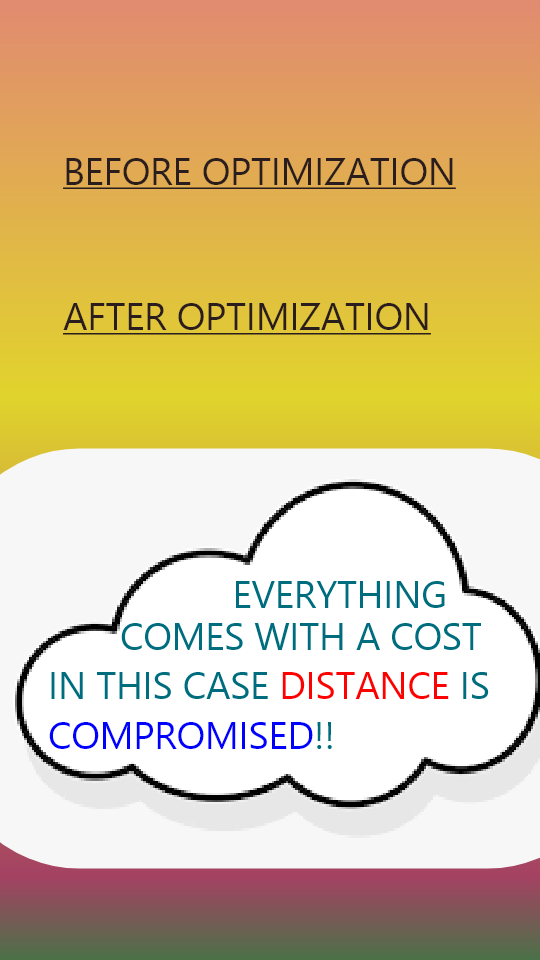 BEFORE OPTIMIZATION
AFTER OPTIMIZATION
EVERYTHING
COMES WITH A COST
IN THIS CASE DISTANCE IS
COMPROMISED!!